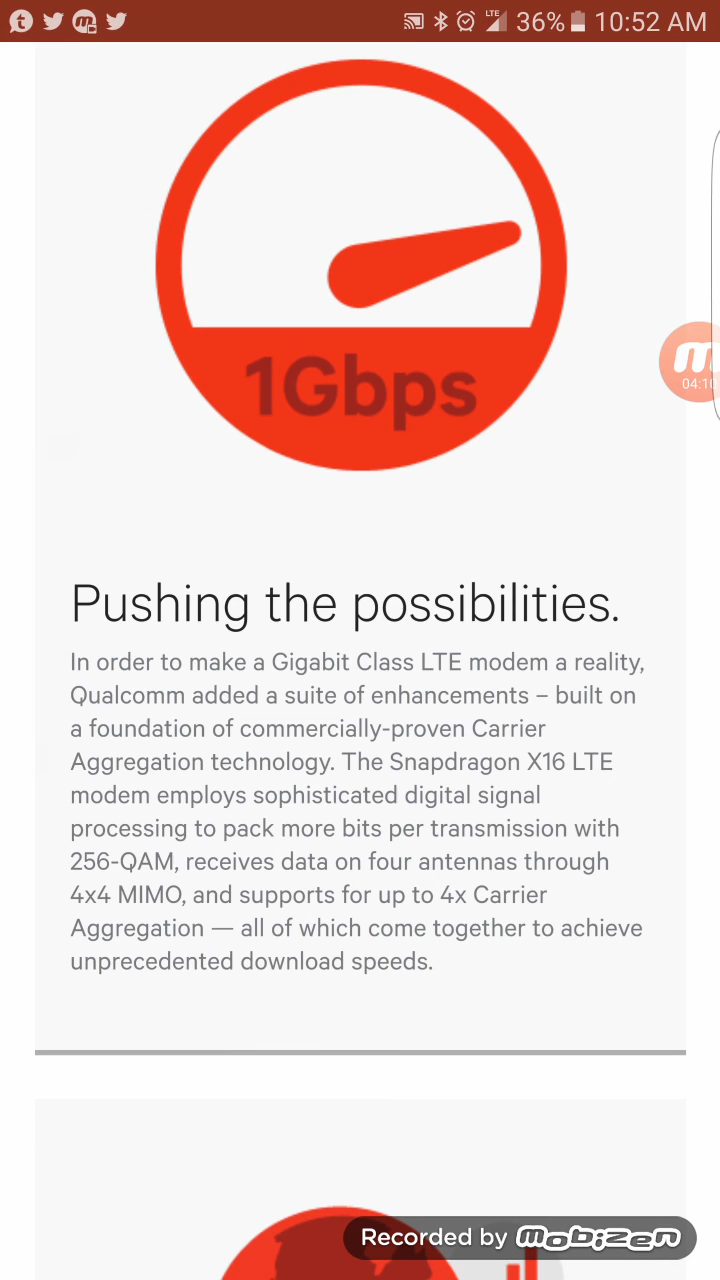 LTE 36% 10:52 AM
1Gbps
04:10
Pushing the possibilities.
In order to make a Gigabit Class LTE modem a reality,
Qualcomm added a suite of enhancements – built on
a foundation of commercially-proven Carrier
Aggregation technology. The Snapdragon X16 LTE
modem employs sophisticated digital signal
processing to pack more bits per transmission with
256-QAM, receives data on four antennas through
4x4 MIMO, and supports for up to 4x Carrier
Aggregation — all of which come together to achieve
unprecedented download speeds.
Recorded by mobizen